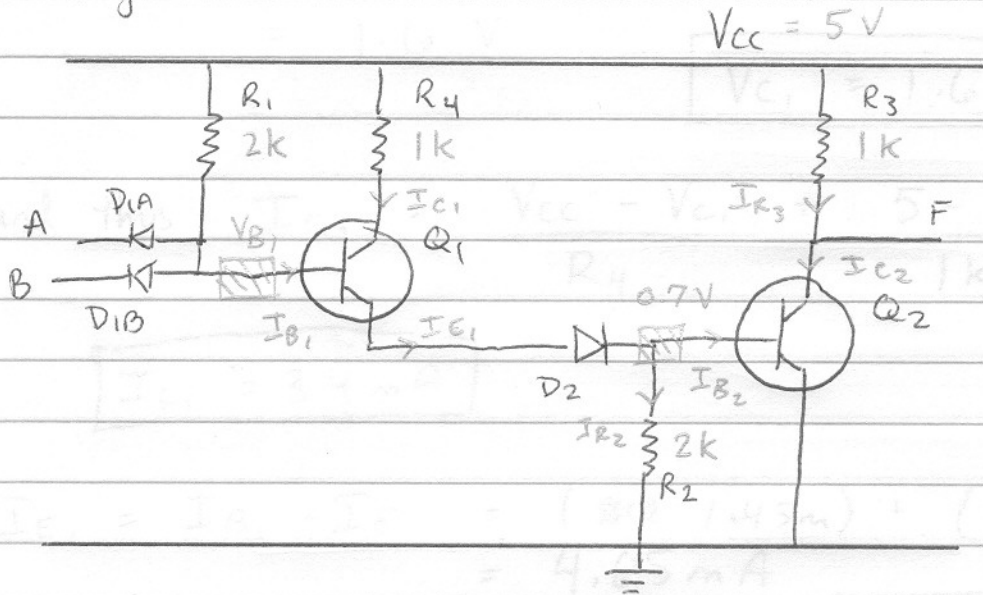 Vcc = 5V
R1
2k
R4
1k
R3
1k
A
D1A
VB1
IC1
Q1
IR3
F
B
D1B
IB1
IE1
0.7V
IC2
Q2
D2
IB2
IR2
2k
R2